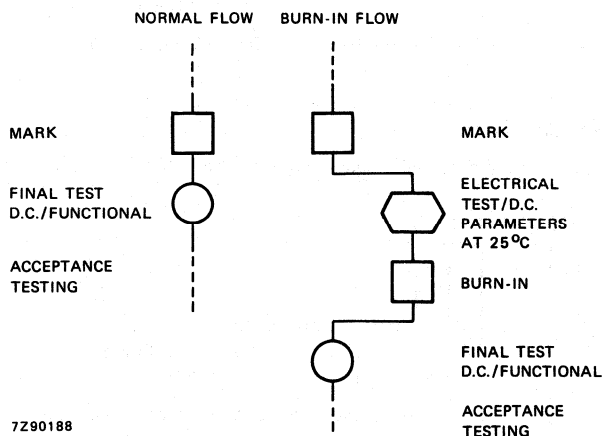 NORMAL FLOW
BURN-IN FLOW
MARK
FINAL TEST
D.C./FUNCTIONAL
ACCEPTANCE
TESTING
MARK
ELECTRICAL
TEST/D.C.
PARAMETERS
AT 25°C
BURN-IN
FINAL TEST
D.C./FUNCTIONAL
ACCEPTANCE
TESTING
7Z90188